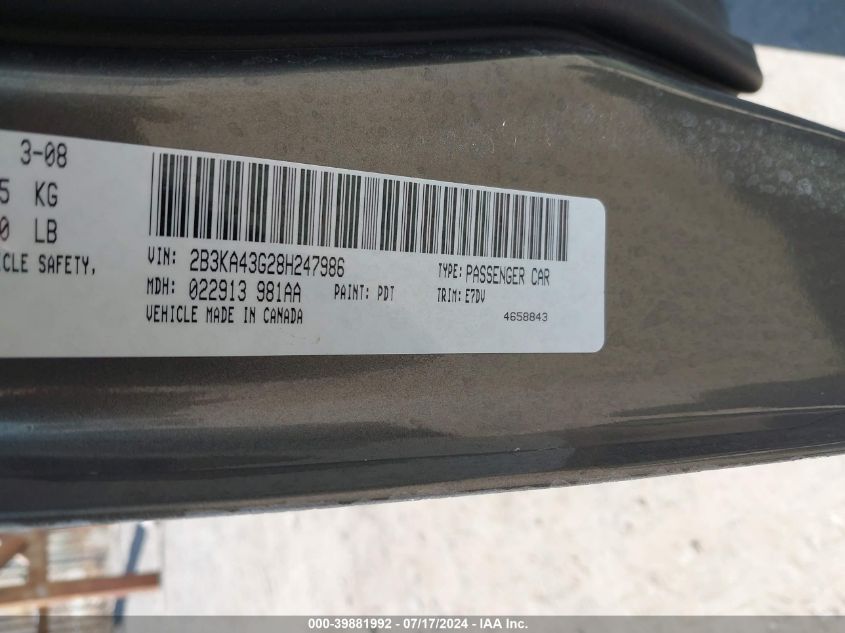 3-08
5 KG
0 LB
ICLE SAFETY,
VIN: 2B3KA43G28H247986 TYPE: PASSENGER CAR
MDH: 022913 981AA PAINT: PDT TRIM: E7DV
VEHICLE MADE IN CANADA 4658843
000-39881992 - 07/17/2024 - IAA Inc.